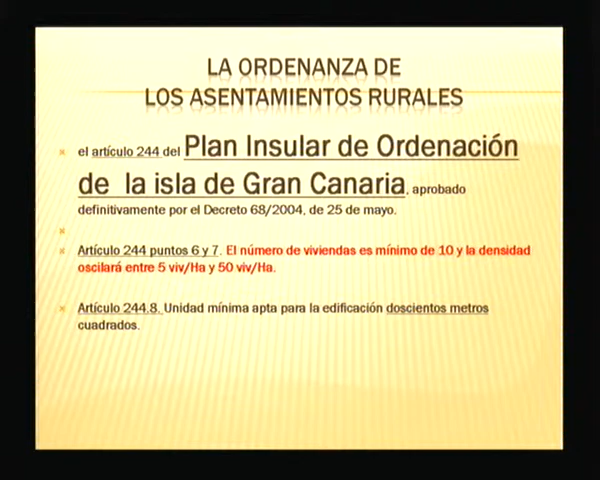 LA ORDENANZA DE
LOS ASENTAMIENTOS RURALES
el artículo 244 del Plan Insular de Ordenación
de la isla de Gran Canaria, aprobado
definitivamente por el Decreto 68/2004, de 25 de mayo.
Artículo 244 puntos 6 y 7. El número de viviendas es mínimo de 10 y la densidad
oscilará entre 5 viv/Ha y 50 viv/Ha.
Artículo 244.8. Unidad mínima apta para la edificación doscientos metros
cuadrados.